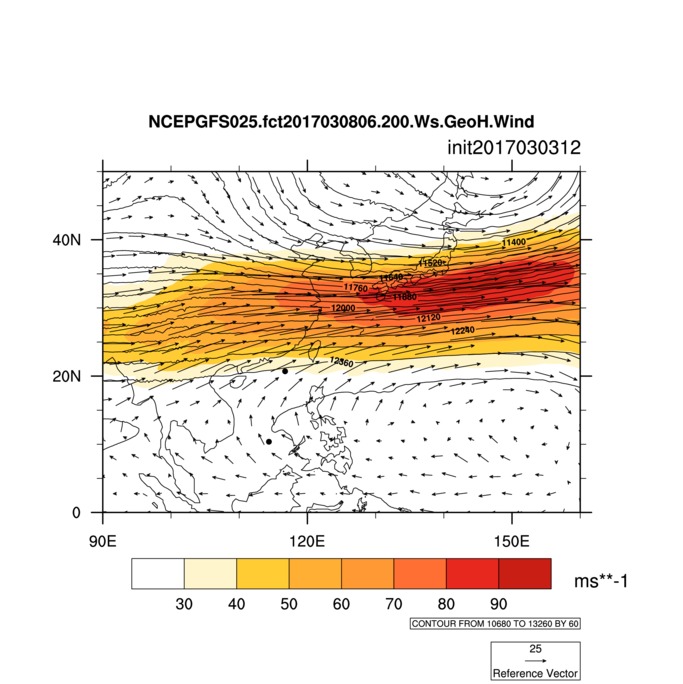 NCEPGFS025.fct2017030806.200.Ws.GeoH.Wind
init2017030312
40N
20N
0
90E 120E 150E
11400
11520
11640
11760
11880
12000
12120
12240
12360
30 40 50 60 70 80 90
ms**-1
CONTOUR FROM 10680 TO 13260 BY 60
25
Reference Vector